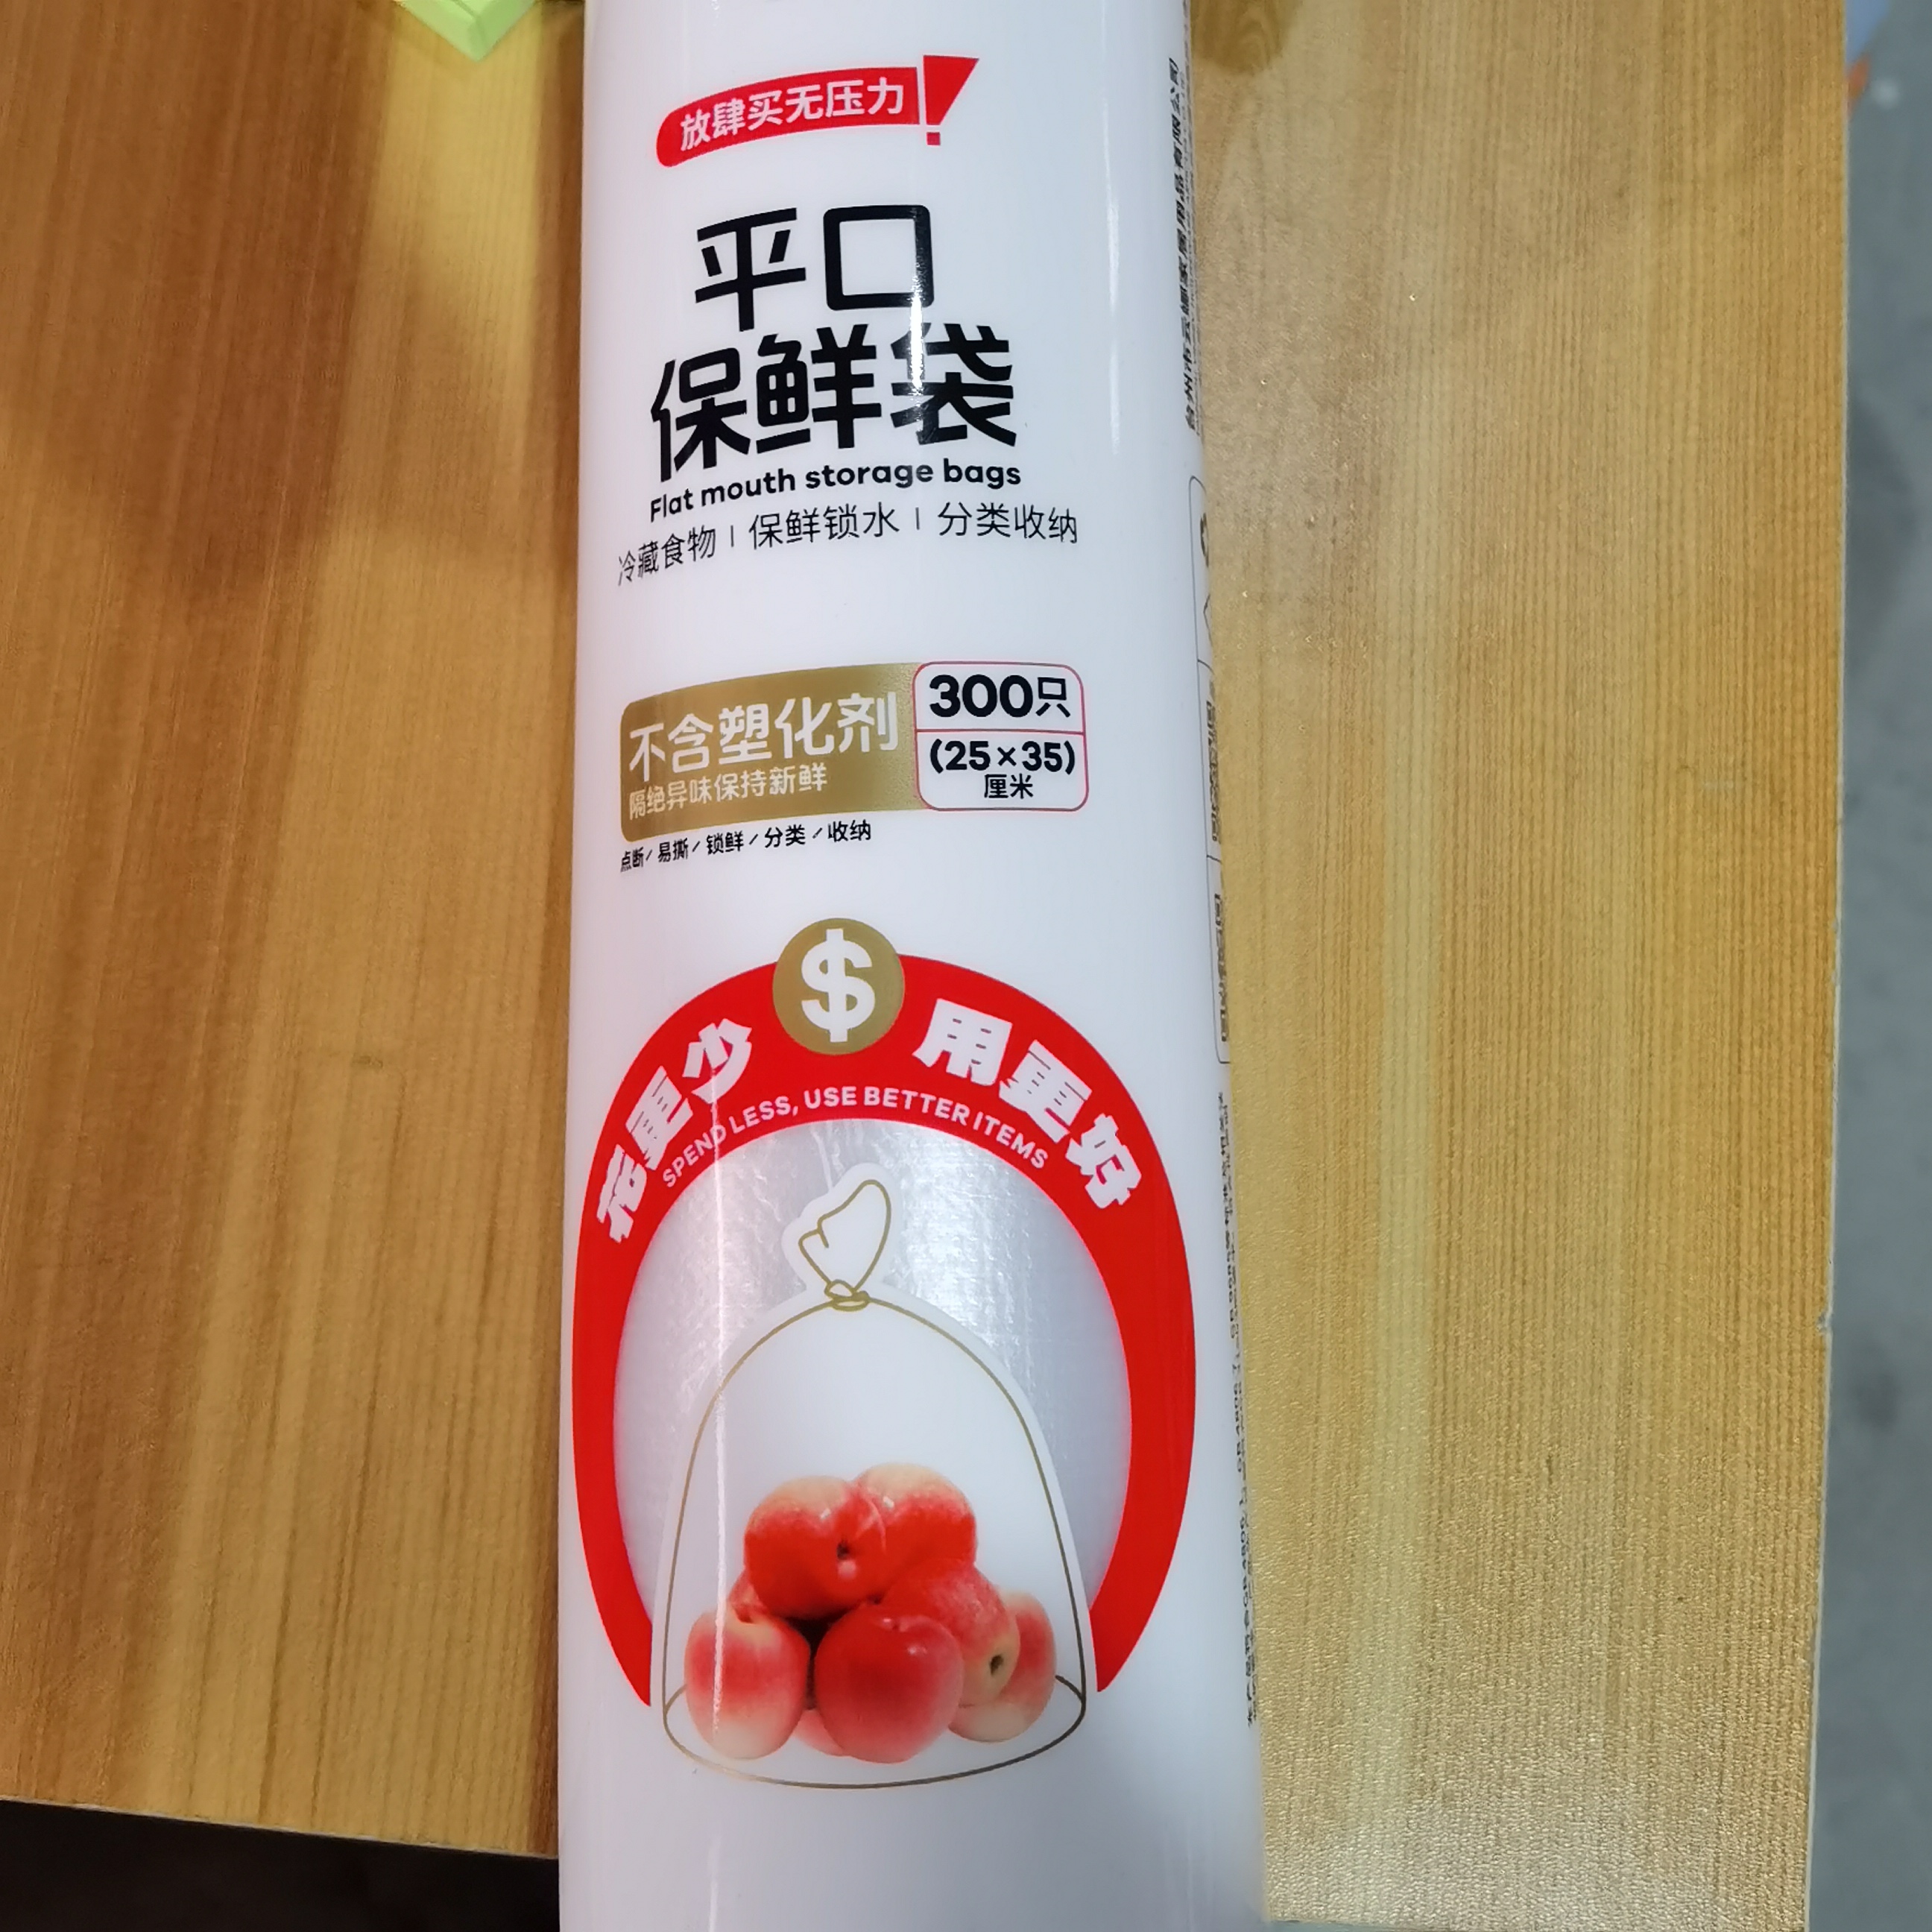 放肆买无压力!
平口
保鲜袋
Flat mouth storage bags
冷藏食物 | 保鲜锁水 | 分类收纳
不含塑化剂
隔绝异味保持新鲜
300只
(25×35)
厘米
点断/易撕/锁鲜/分类/收纳
$
花更少 用更好
SPEND LESS, USE BETTER ITEMS